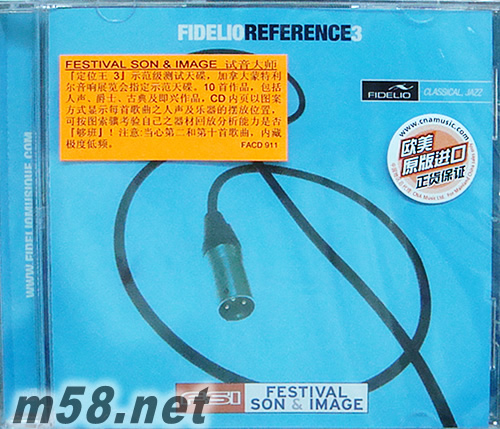 FIDELIOREFERENCE3
FESTIVAL SON & IMAGE 试音大师
『定位王 3』示范级测试天碟，加拿大蒙特利
尔音响展览会指定示范天碟。10 首作品，包括
人声、爵士、古典及即兴作品，CD 内页以图案
方式显示每首歌曲之人声及乐器的摆放位置，
可按图索骥考验自己之器材回放分析能力是否
『够班』！注意:当心第二和第十首歌曲，内藏
极度低频。
FACD 911
FIDELIO
CLASSICAL JAZZ
www.cnamusic.com
欧美
原版进口
正货保证
WWW.FIDELIOMUSIQUE.COM
FSI
FESTIVAL
SON & IMAGE
m58.net